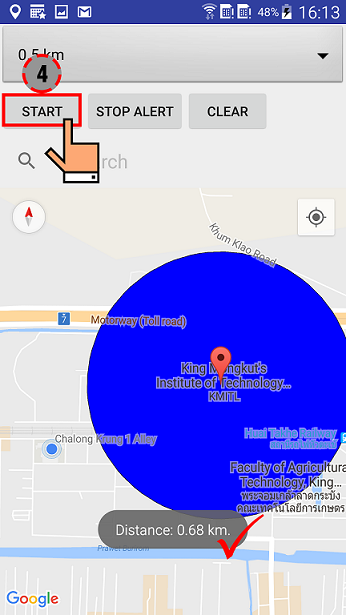 48% 16:13
0.5 km
4
START STOP ALERT CLEAR
rch
Khum Klao Road
7
Motorway (Toll road)
King Mongkut's
Institute of Technology...
KMITL
Chalong Krung 1 Alley
Huai Takhe Railway
Faculty of Agricultural
Technology, King...
พระจอมเกล้าลาดกระบัง
คณะเทคโนโลยีการเกษตร
Distance: 0.68 km.
Prawet Burirom
Google